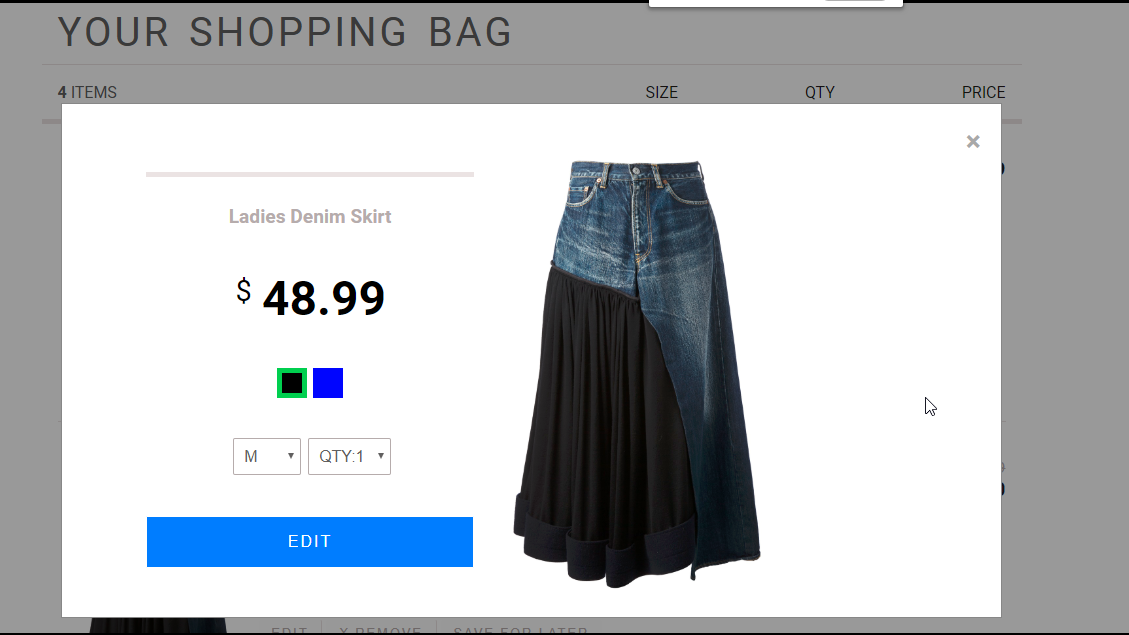 YOUR SHOPPING BAG
4 ITEMS SIZE QTY PRICE
×
Ladies Denim Skirt
$ 48.99
M QTY:1
EDIT
EDIT X REMOVE SAVE FOR LATER